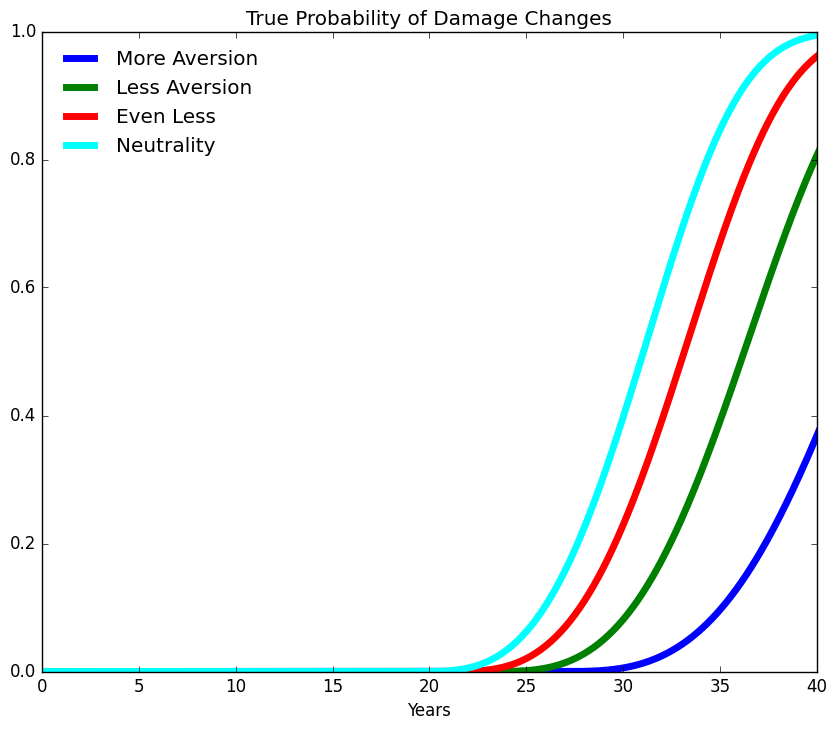 True Probability of Damage Changes
1.0
More Aversion
Less Aversion
Even Less
Neutrality
0.8
0.6
0.4
0.2
0.0
0 5 10 15 20 25 30 35 40
Years